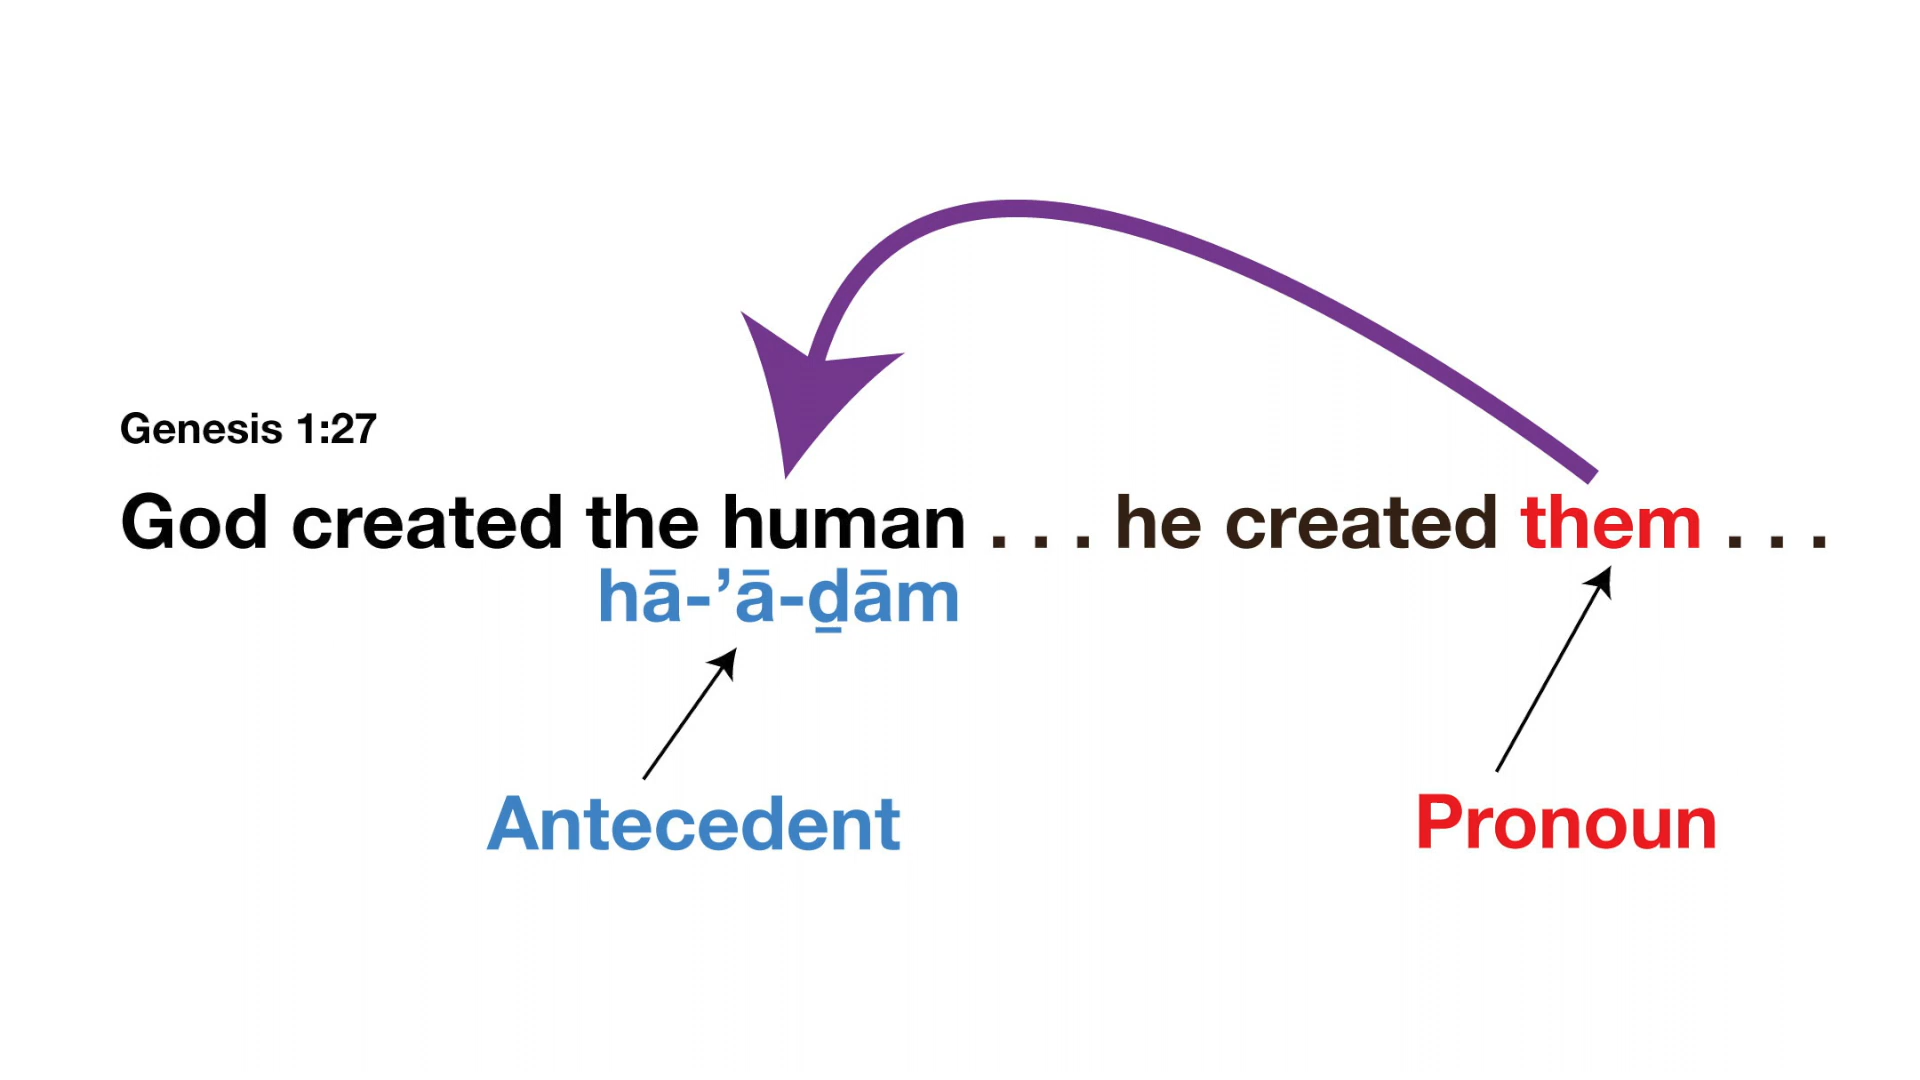 Genesis 1:27
God created the human . . . he created them . . .
hā-’ā-ḏām
Antecedent
Pronoun